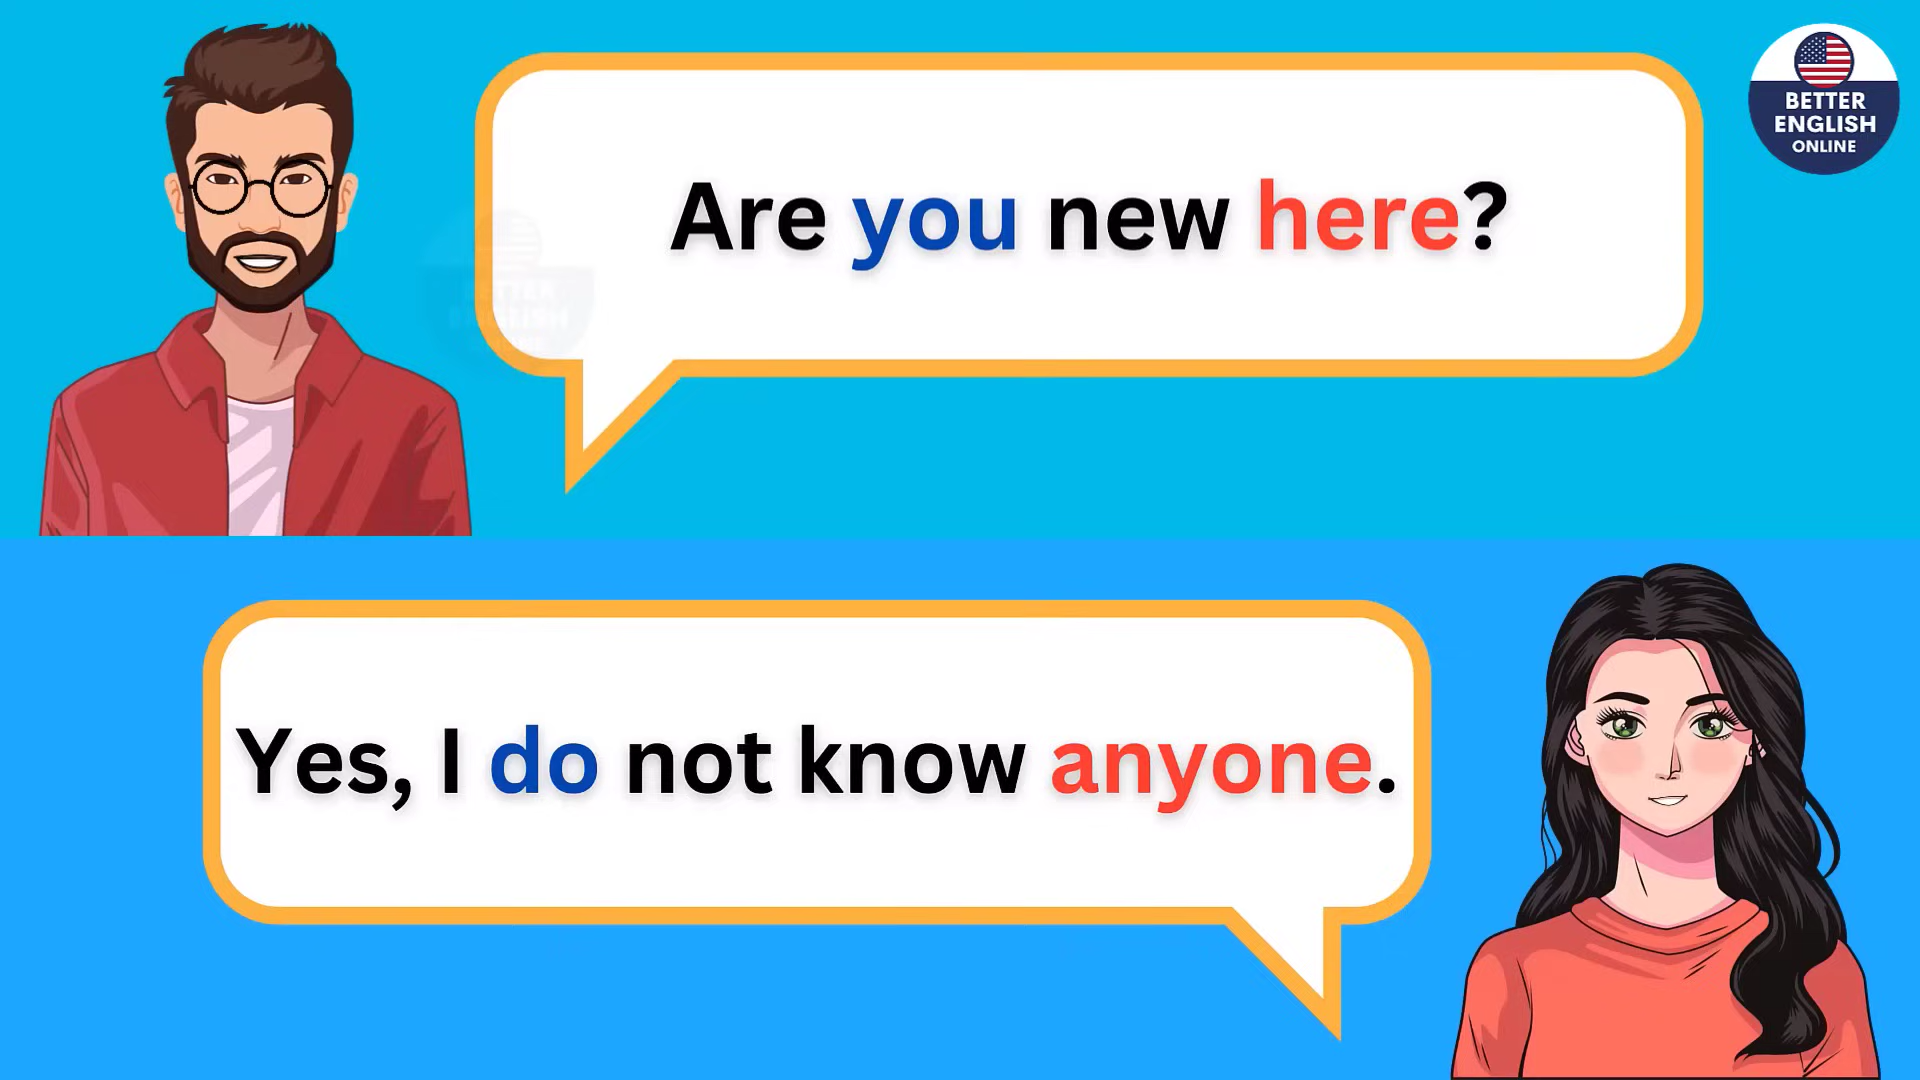 BETTER
ENGLISH
ONLINE
Are you new here?
Yes, I do not know anyone.